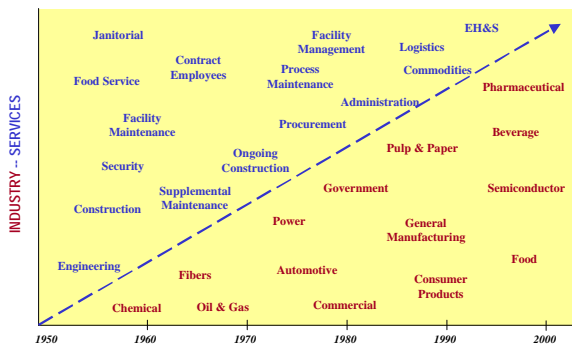 EH&S
Janitorial
Facility
Management
Logistics
Contract
Employees
Process
Maintenance
Commodities
Food Service
Pharmaceutical
Administration
Facility
Maintenance
Procurement
Beverage
Pulp & Paper
Ongoing
Construction
Security
Supplemental
Maintenance
Government
Semiconductor
Construction
Power
General
Manufacturing
Engineering
Fibers
Automotive
Food
Consumer
Products
Chemical
Oil & Gas
Commercial
INDUSTRY -- SERVICES
1950 1960 1970 1980 1990 2000